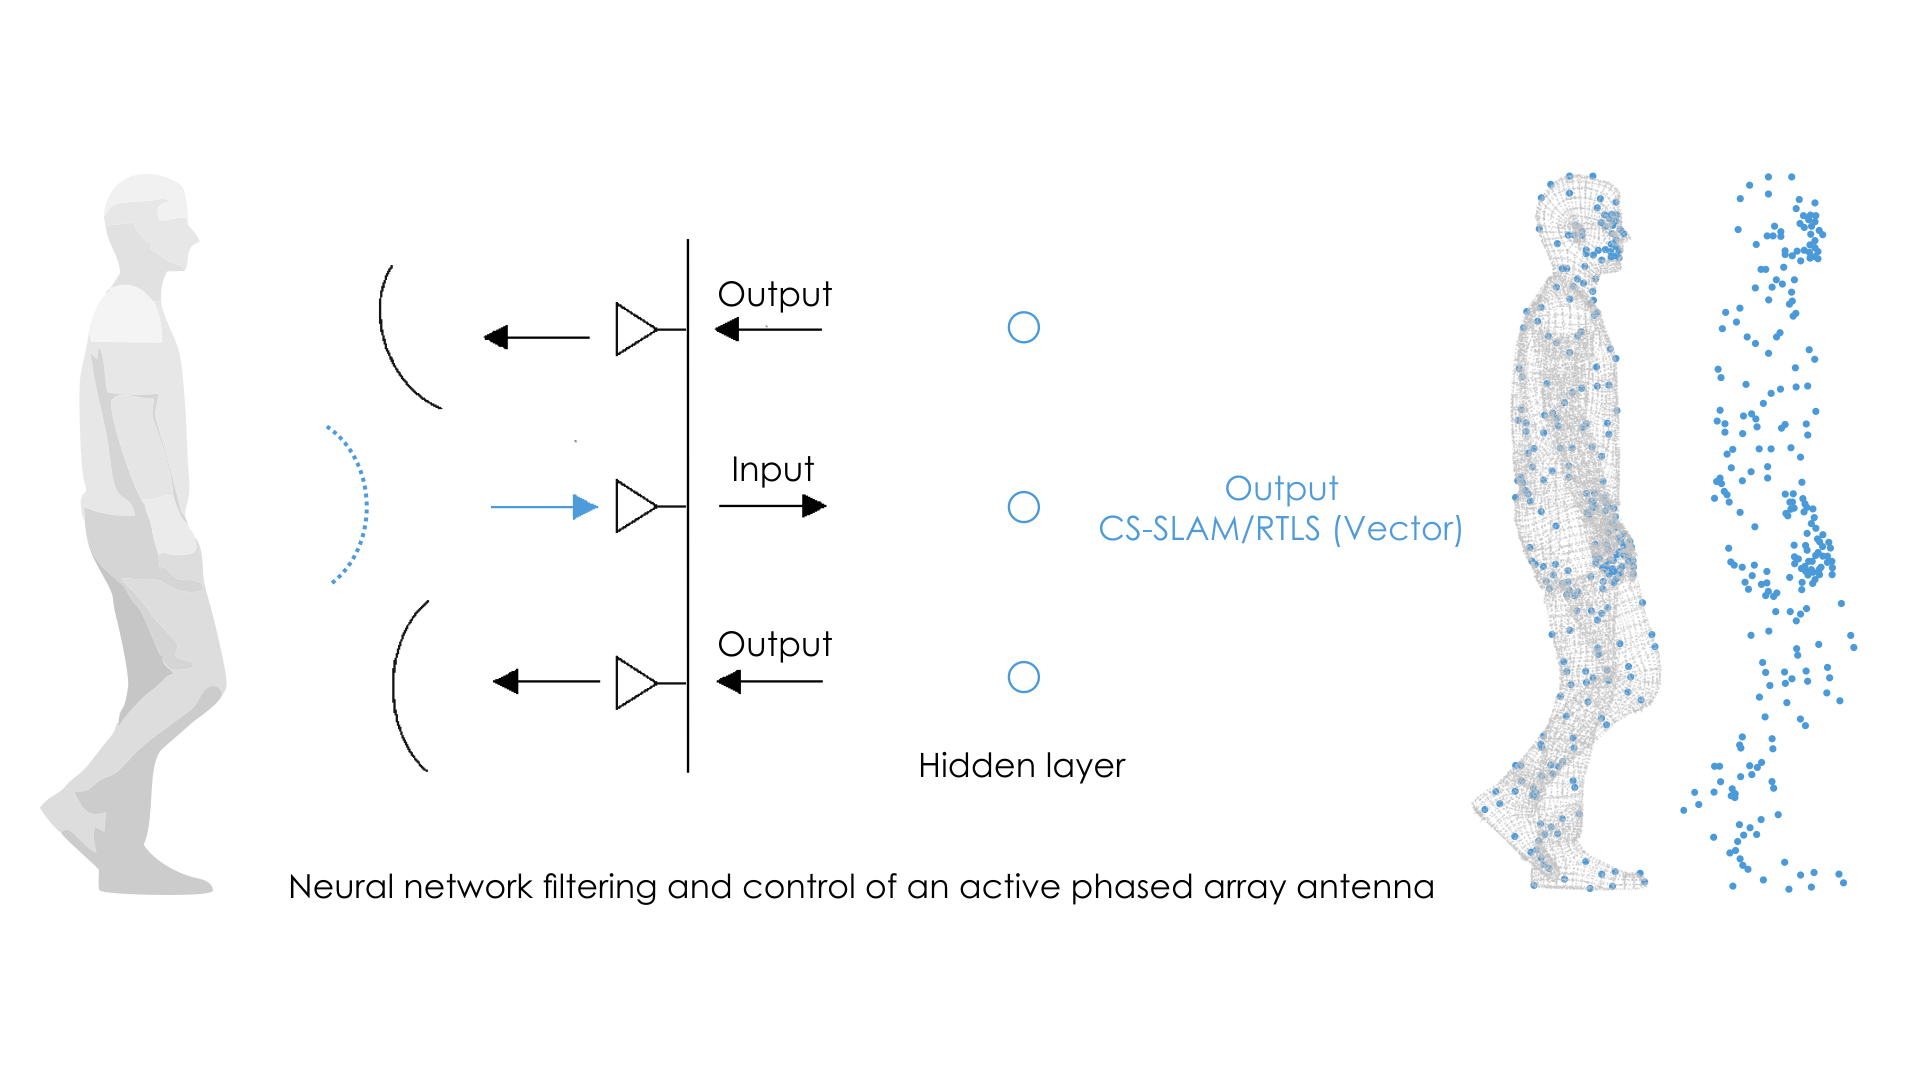 Output
Input
Output
CS-SLAM/RTLS (Vector)
Output
Hidden layer
Neural network filtering and control of an active phased array antenna